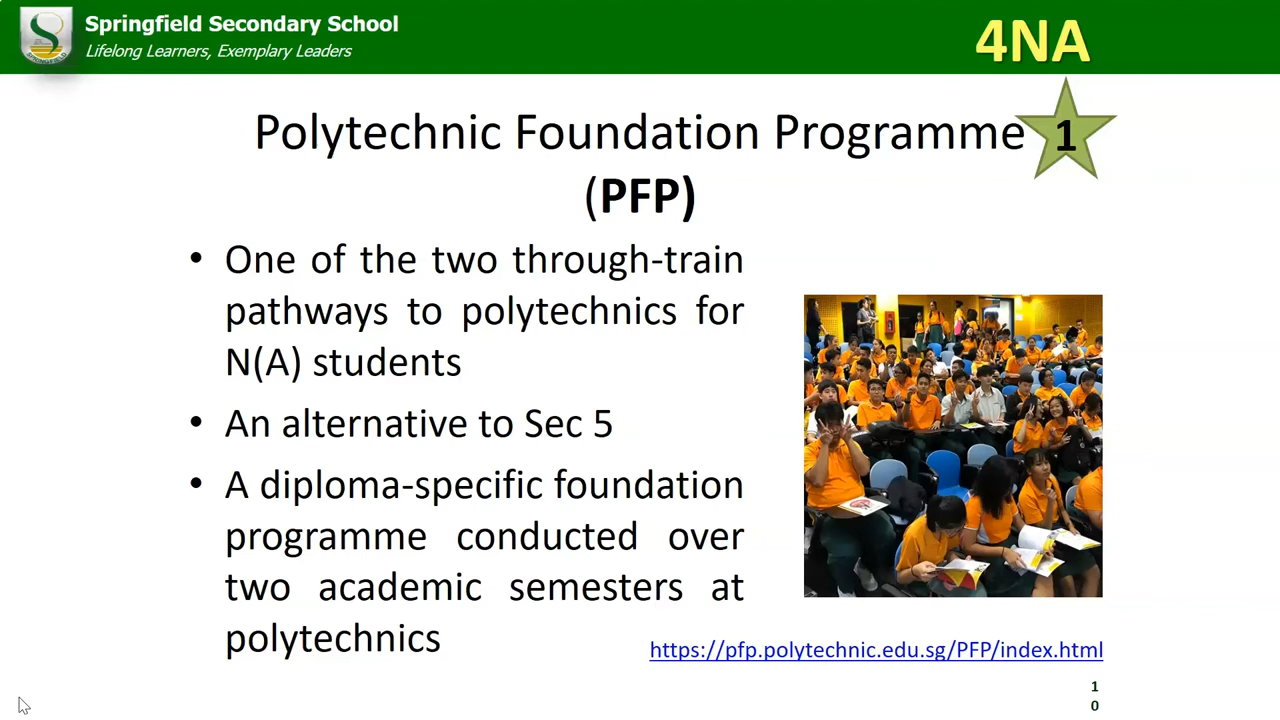 Springfield Secondary School
Lifelong Learners, Exemplary Leaders
SPRINGFIELD
4NA
Polytechnic Foundation Programme
1
(PFP)
• One of the two through-train
pathways to polytechnics for
N(A) students
• An alternative to Sec 5
• A diploma-specific foundation
programme conducted over
two academic semesters at
polytechnics
https://pfp.polytechnic.edu.sg/PFP/index.html
1
0